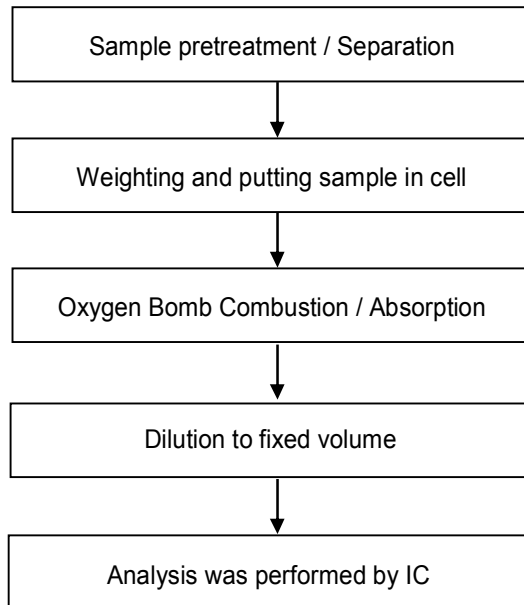 Sample pretreatment / Separation
Weighting and putting sample in cell
Oxygen Bomb Combustion / Absorption
Dilution to fixed volume
Analysis was performed by IC